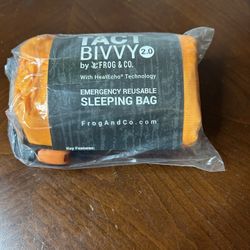 TACT
BIVVY 2.0
by FROG & CO.
With HeatEcho® Technology
EMERGENCY REUSABLE
SLEEPING BAG
FrogAndCo.com
Key Features: